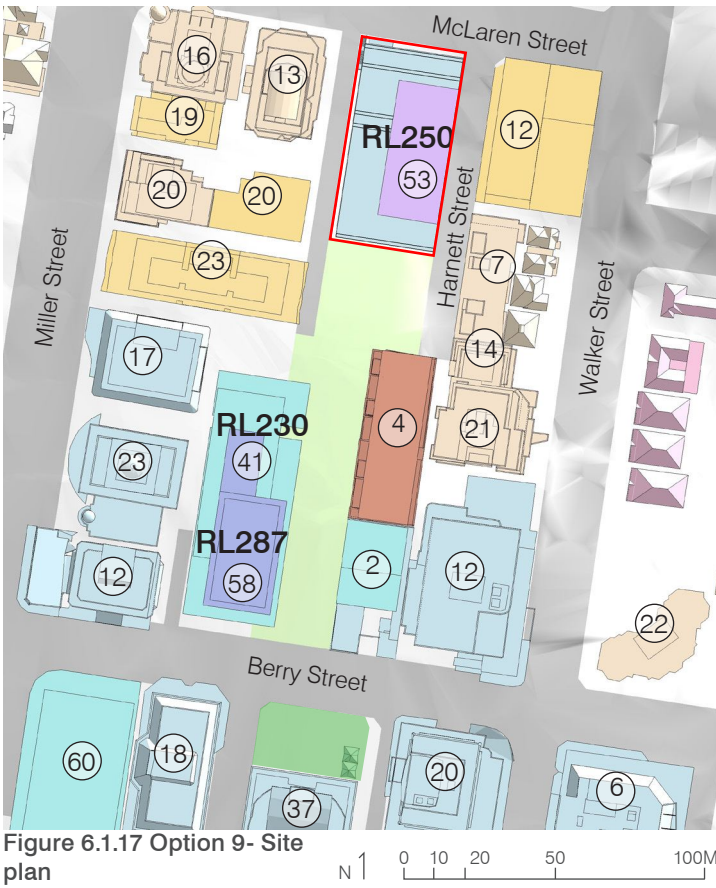 McLaren Street
16
13
19
12
RL250
53
20
20
Harnett Street
23
7
Miller Street
Walker Street
17
14
RL230
4
21
41
23
RL287
58
2
12
12
22
Berry Street
60
18
20
6
37
Figure 6.1.17 Option 9- Site
plan
N 0 10 20 50 100M